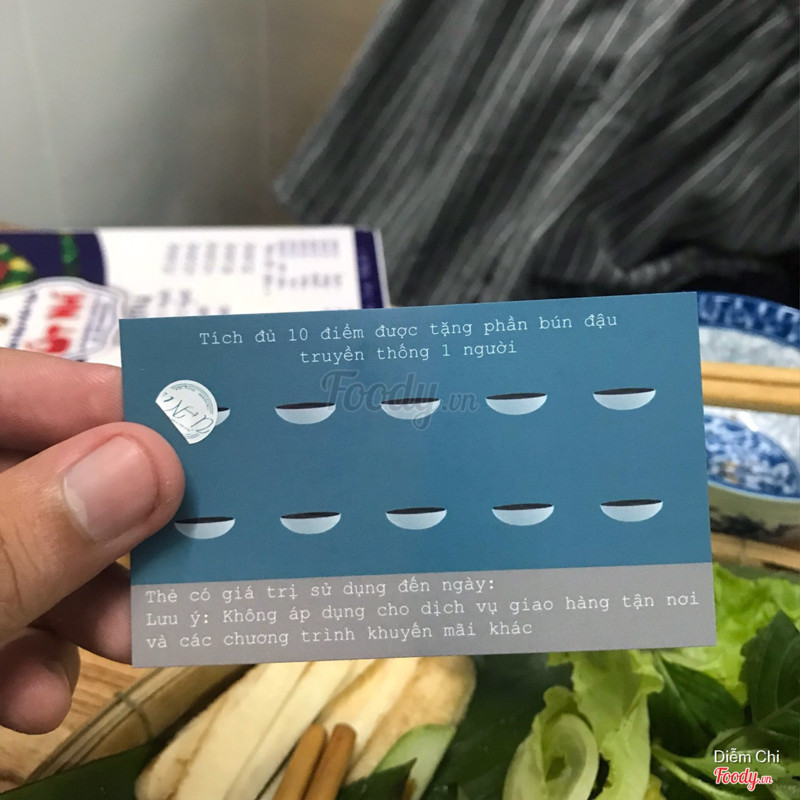 Tích đủ 10 điểm được tặng phần bún đậu
truyền thống 1 người
Foody.vn
Thẻ có giá trị sử dụng đến ngày:
Lưu ý: Không áp dụng cho dịch vụ giao hàng tận nơi
và các chương trình khuyến mãi khác
Diễm Chi
Foody.vn